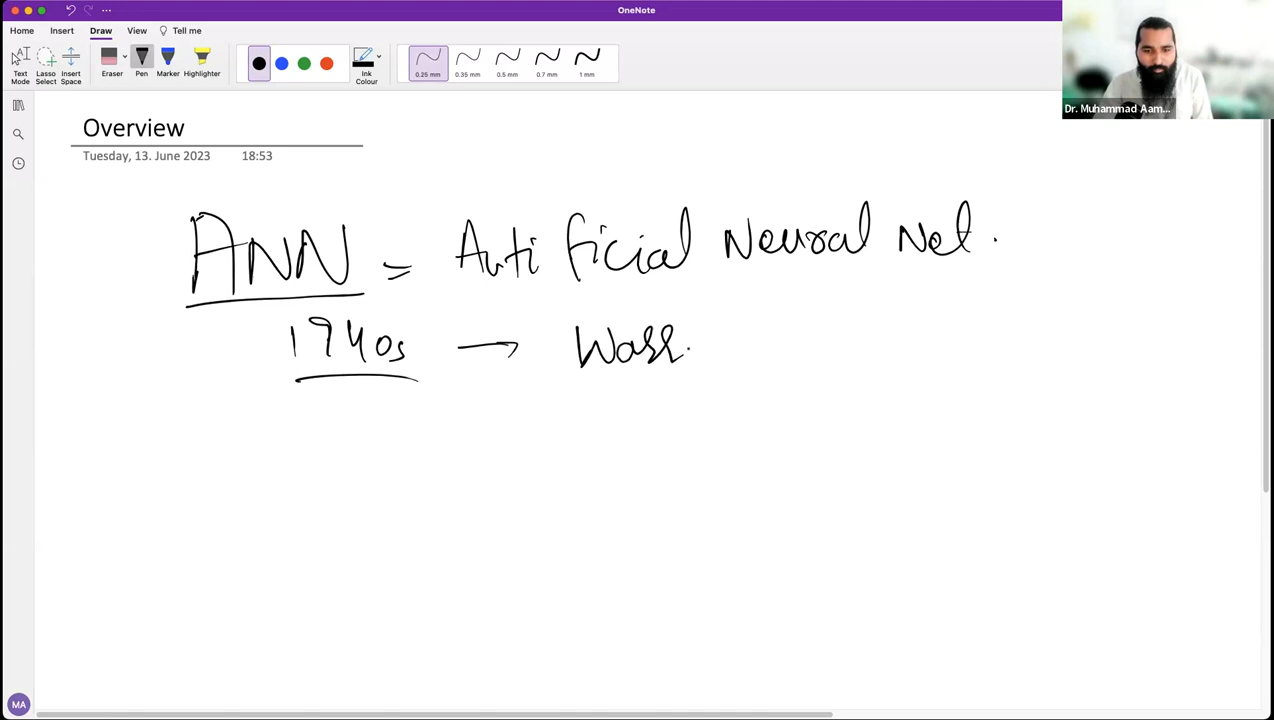 OneNote
Home Insert Draw View Tell me
Text Mode Lasso Select Insert Space Eraser Pen Marker Highlighter Ink Colour 0.25 mm 0.35 mm 0.5 mm 0.7 mm 1 mm
Dr. Muhammad Aam...
Overview
Tuesday, 13. June 2023 18:53
ANN = Artificial Neural Net.
1940s →
MA